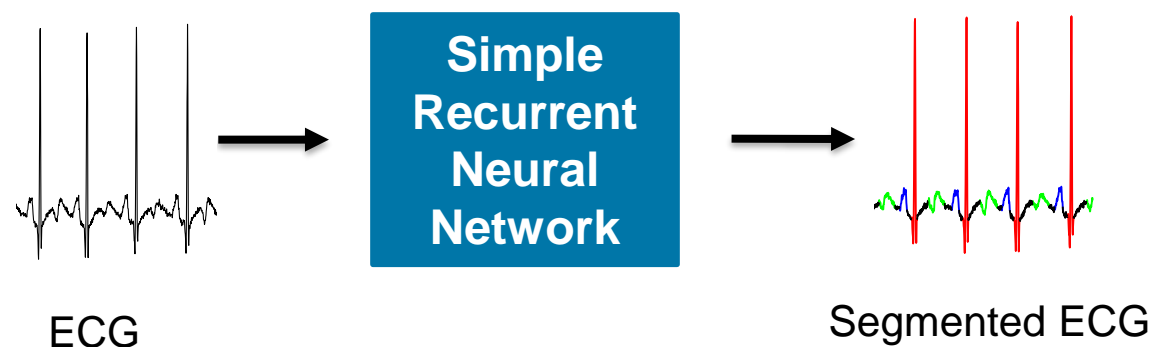 Simple
Recurrent
Neural
Network
ECG
Segmented ECG